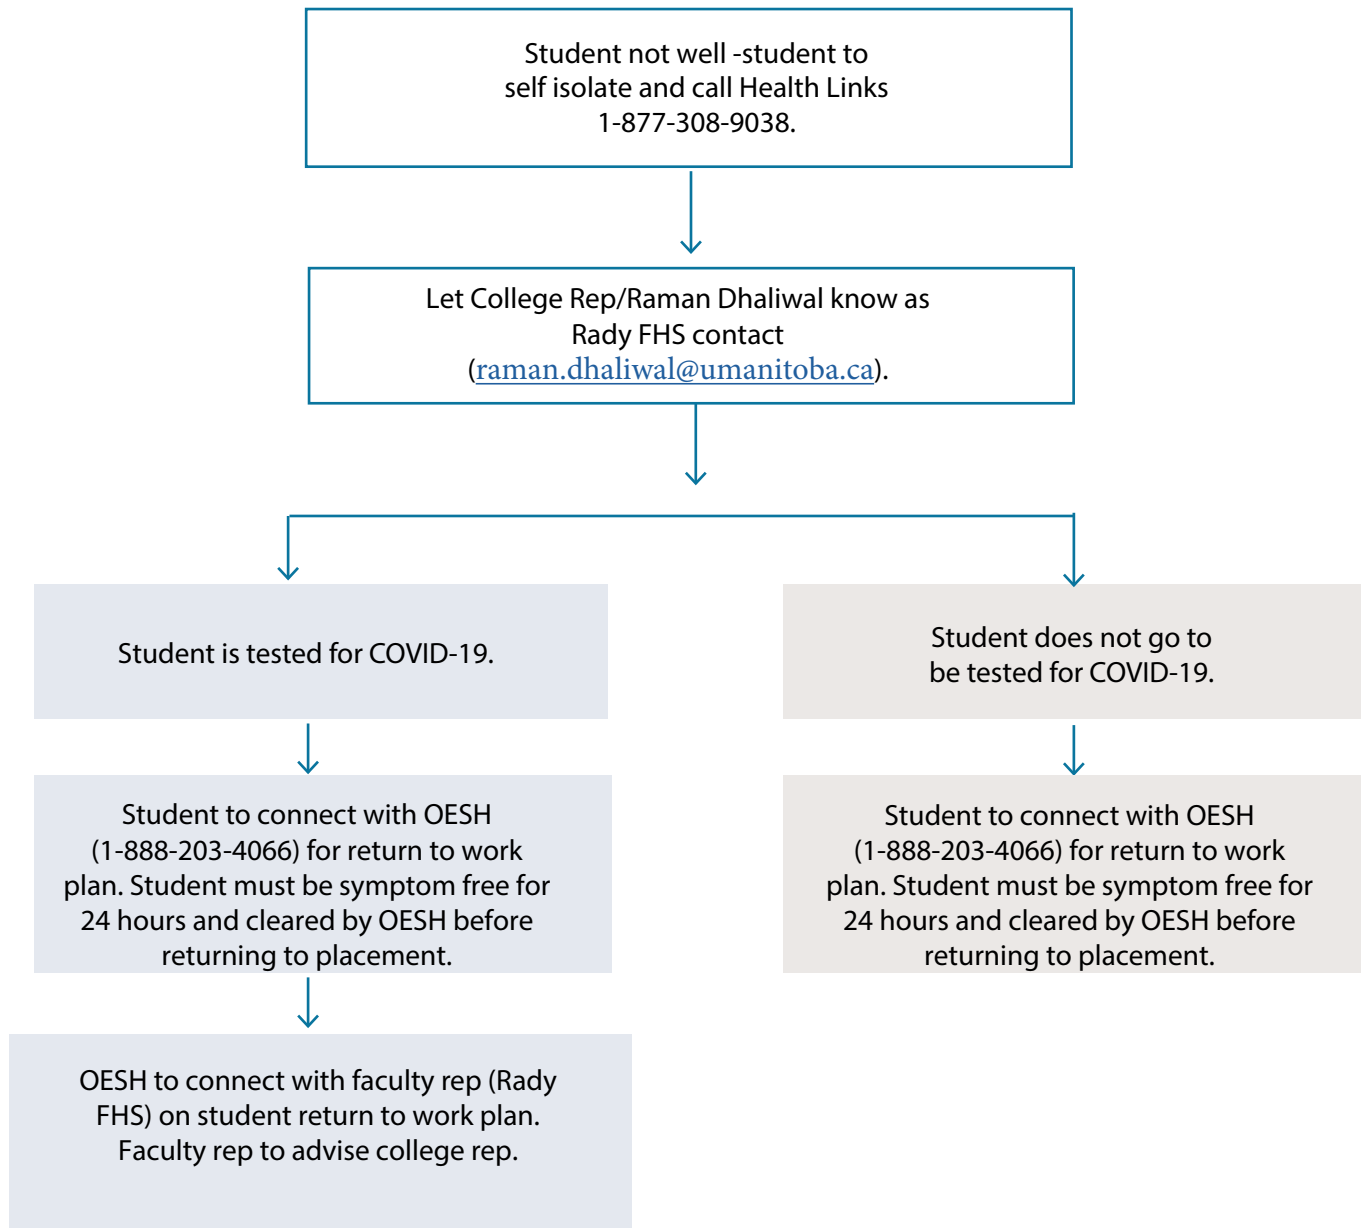 Student not well -student to
self isolate and call Health Links
1-877-308-9038.
Let College Rep/Raman Dhaliwal know as
Rady FHS contact
(raman.dhaliwal@umanitoba.ca).
Student is tested for COVID-19.
Student to connect with OESH
(1-888-203-4066) for return to work
plan. Student must be symptom free for
24 hours and cleared by OESH before
returning to placement.
OESH to connect with faculty rep (Rady
FHS) on student return to work plan.
Faculty rep to advise college rep.
Student does not go to
be tested for COVID-19.
Student to connect with OESH
(1-888-203-4066) for return to work
plan. Student must be symptom free for
24 hours and cleared by OESH before
returning to placement.